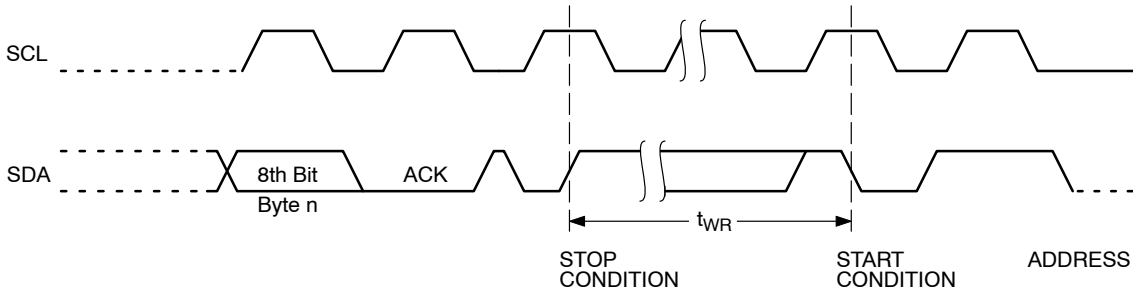 SCL
SDA
8th Bit
Byte n
ACK
tWR
STOP
CONDITION
START
CONDITION
ADDRESS